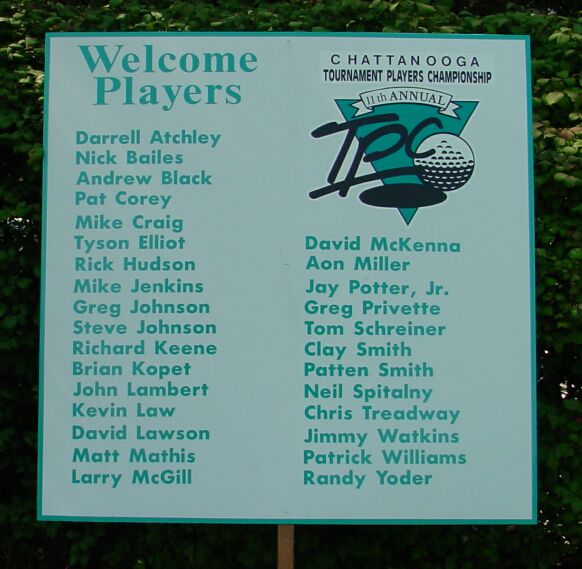 Welcome
Players
Darrell Atchley
Nick Bailes
Andrew Black
Pat Corey
Mike Craig
Tyson Elliot
Rick Hudson
Mike Jenkins
Greg Johnson
Steve Johnson
Richard Keene
Brian Kopet
John Lambert
Kevin Law
David Lawson
Matt Mathis
Larry McGill
CHATTANOOGA
TOURNAMENT PLAYERS CHAMPIONSHIP
11th ANNUAL
TPC
David McKenna
Aon Miller
Jay Potter, Jr.
Greg Privette
Tom Schreiner
Clay Smith
Patten Smith
Neil Spitalny
Chris Treadway
Jimmy Watkins
Patrick Williams
Randy Yoder